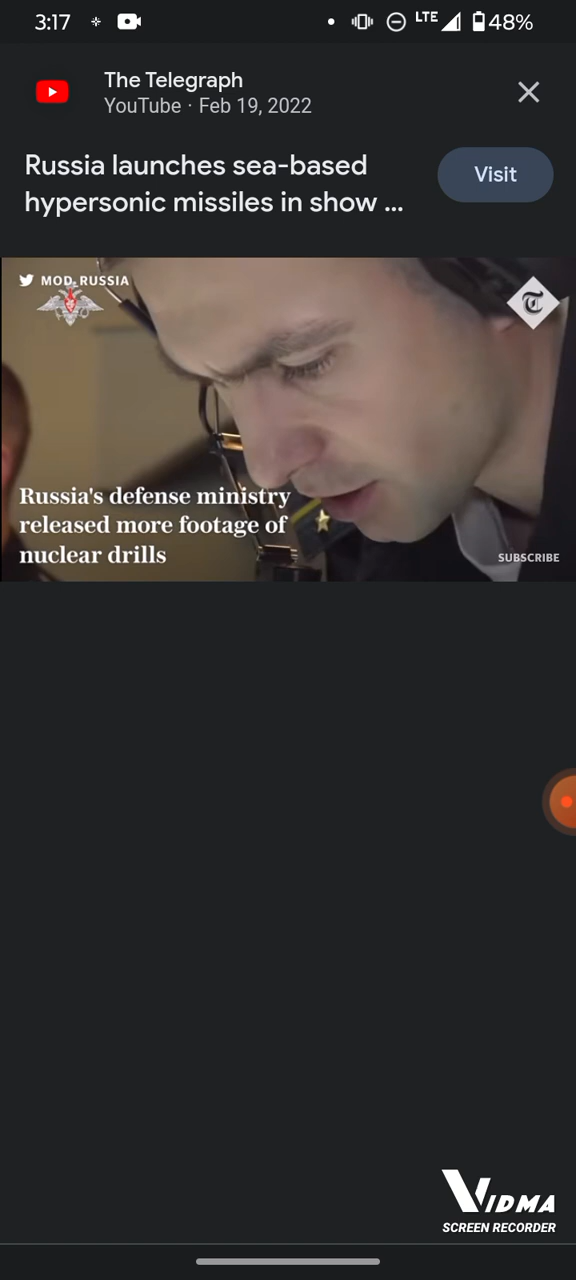 3:17
LTE 48%
The Telegraph
YouTube · Feb 19, 2022
Russia launches sea-based
hypersonic missiles in show ...
Visit
MOD_RUSSIA
T
Russia's defense ministry
released more footage of
nuclear drills
SUBSCRIBE
VIDMA
SCREEN RECORDER